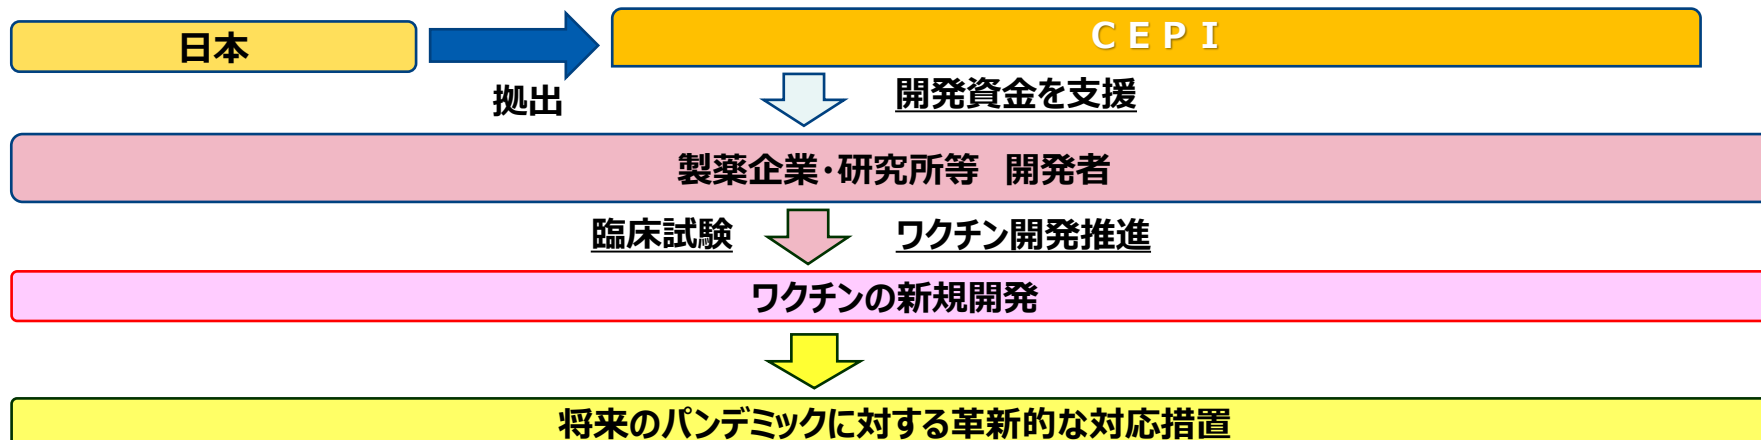 日本
ＣＥＰＩ
拠出
開発資金を支援
製薬企業・研究所等　開発者
臨床試験
ワクチン開発推進
ワクチンの新規開発
将来のパンデミックに対する革新的な対応措置